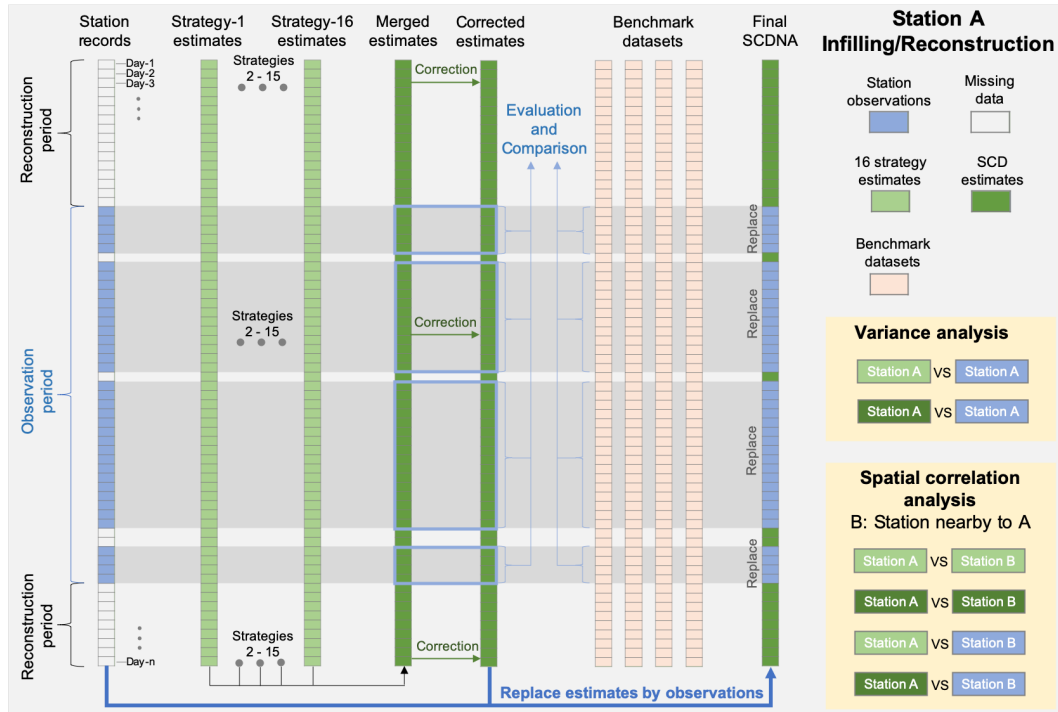 Station
records
Strategy-1
estimates
Strategy-16
estimates
Merged
estimates
Corrected
estimates
Benchmark
datasets
Final
SCDNA
Station A
Infilling/Reconstruction
Day-1
Day-2
Day-3
Strategies
2 - 15
Correction
Reconstruction
period
Evaluation
and
Comparison
Station
observations
Missing
data
16 strategy
estimates
SCD
estimates
Benchmark
datasets
Replace
Replace
Replace
Replace
Observation
period
Strategies
2 - 15
Correction
Variance analysis
Station A VS Station A
Station A VS Station A
Spatial correlation
analysis
B: Station nearby to A
Station A VS Station B
Station A VS Station B
Station A VS Station B
Station A VS Station B
Reconstruction
period
Strategies
2 - 15
Correction
Day-n
Replace estimates by observations